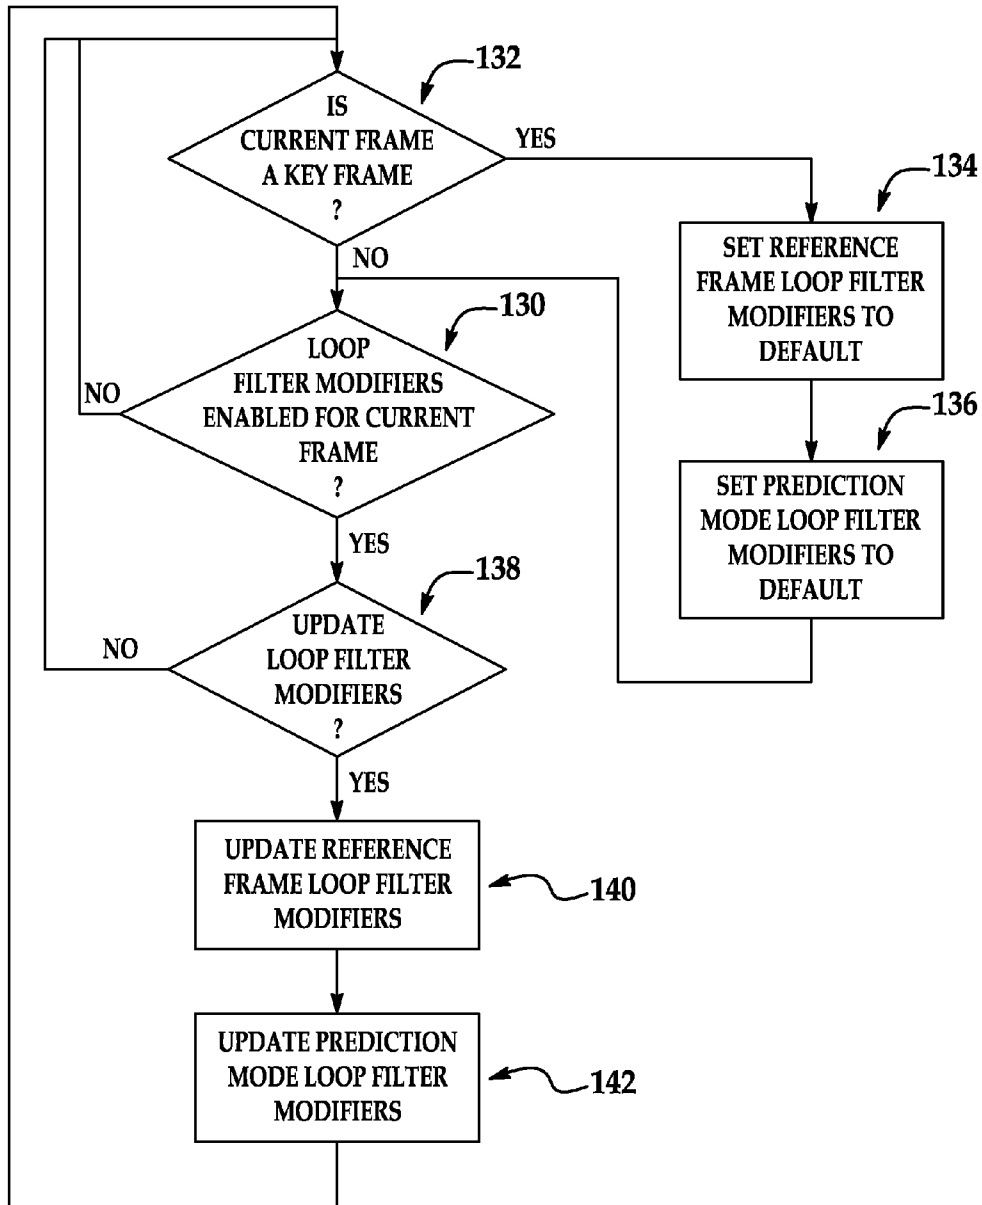 132
IS
CURRENT FRAME
A KEY FRAME
?
YES
134
SET REFERENCE
FRAME LOOP FILTER
MODIFIERS TO
DEFAULT
NO
130
LOOP
FILTER MODIFIERS
ENABLED FOR CURRENT
FRAME
?
NO
136
SET PREDICTION
MODE LOOP FILTER
MODIFIERS TO
DEFAULT
YES
138
UPDATE
LOOP FILTER
MODIFIERS
?
NO
YES
UPDATE REFERENCE
FRAME LOOP FILTER
MODIFIERS
140
UPDATE PREDICTION
MODE LOOP FILTER
MODIFIERS
142